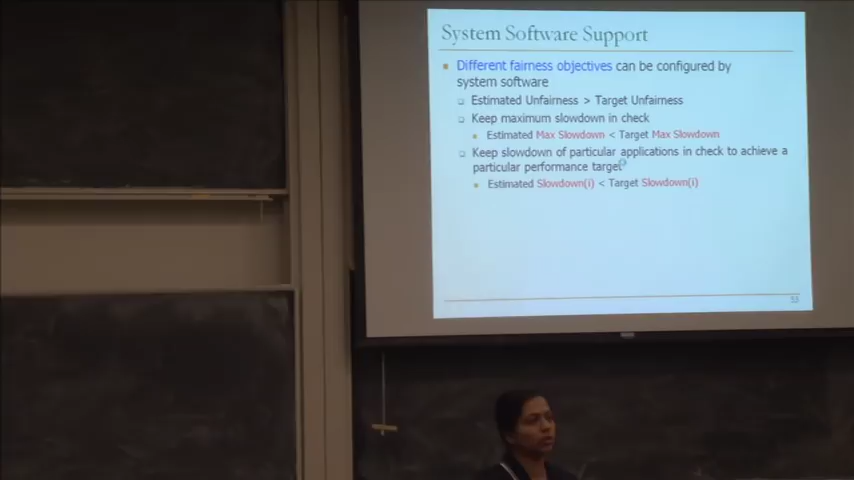 System Software Support
Different fairness objectives can be configured by
system software
Estimated Unfairness > Target Unfairness
Keep maximum slowdown in check
Estimated Max Slowdown < Target Max Slowdown
Keep slowdown of particular applications in check to achieve a
particular performance target
Estimated Slowdown(i) < Target Slowdown(i)
53